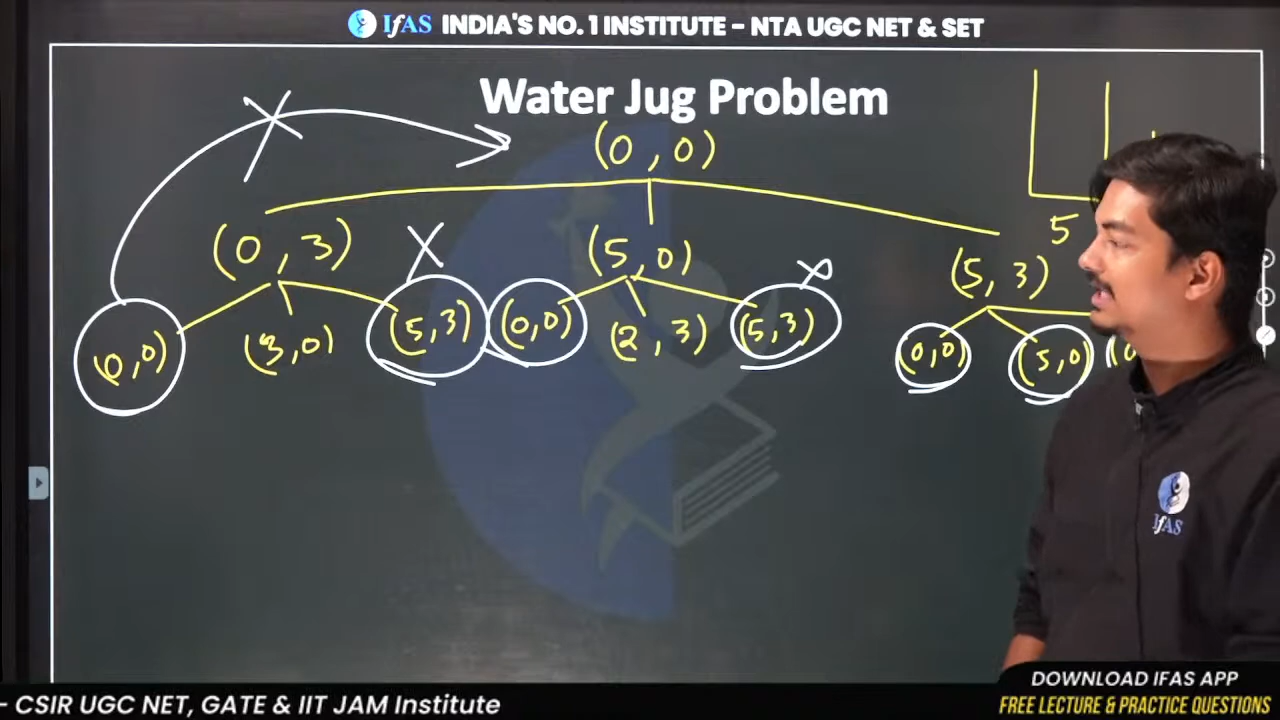 IfAS INDIA'S NO. 1 INSTITUTE - NTA UGC NET & SET
Water Jug Problem
(0, 0)
5
(0, 3) (5, 0) (5, 3)
(0, 0) (3, 0) (5, 3) (0, 0) (2, 3) (5, 3) (0, 0) (5, 0) (0
IfAS
DOWNLOAD IFAS APP
FREE LECTURE & PRACTICE QUESTIONS
- CSIR UGC NET, GATE & IIT JAM Institute